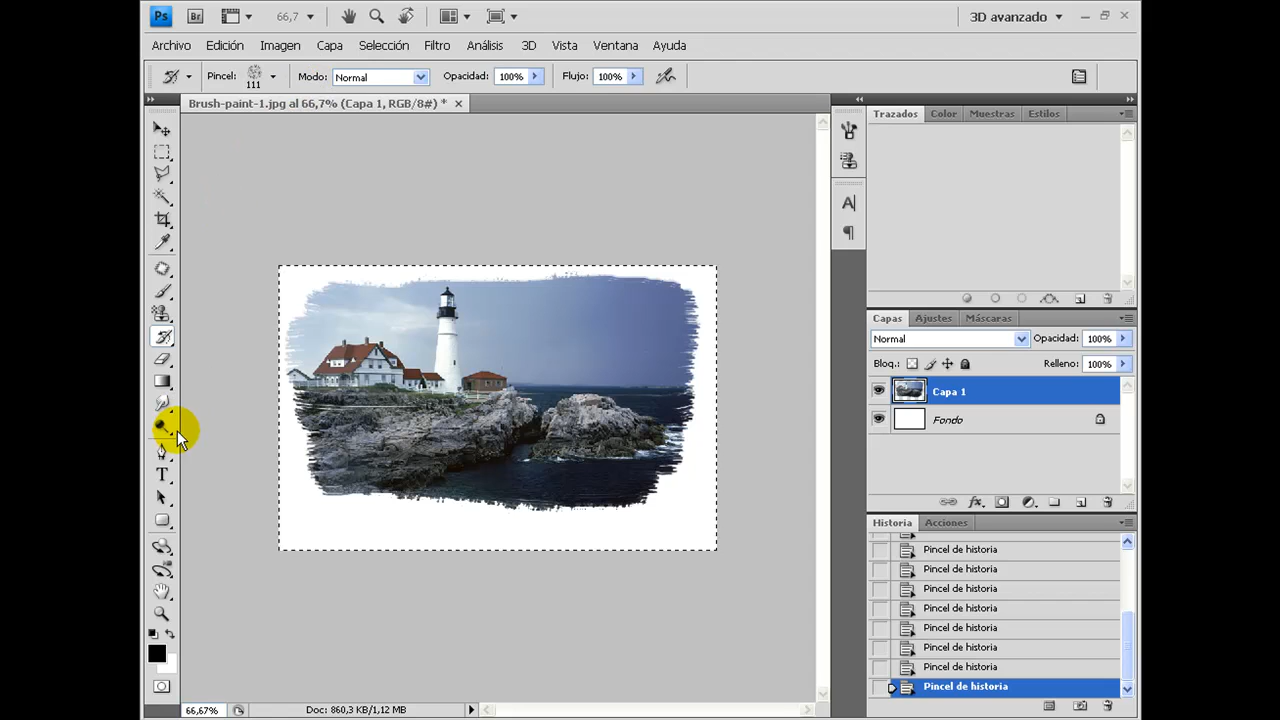 Ps Br 66,7 3D avanzado
Archivo Edición Imagen Capa Selección Filtro Análisis 3D Vista Ventana Ayuda
Pincel: 111 Modo: Normal Opacidad: 100% Flujo: 100%
Brush-paint-1.jpg al 66,7% (Capa 1, RGB/8#) *
Trazados Color Muestras Estilos
Capas Ajustes Máscaras
Normal Opacidad: 100%
Bloq.: Relleno: 100%
Capa 1
Fondo
Historia Acciones
Pincel de historia
Pincel de historia
Pincel de historia
Pincel de historia
Pincel de historia
Pincel de historia
Pincel de historia
Pincel de historia
66,67% Doc: 860,3 KB/1,12 MB